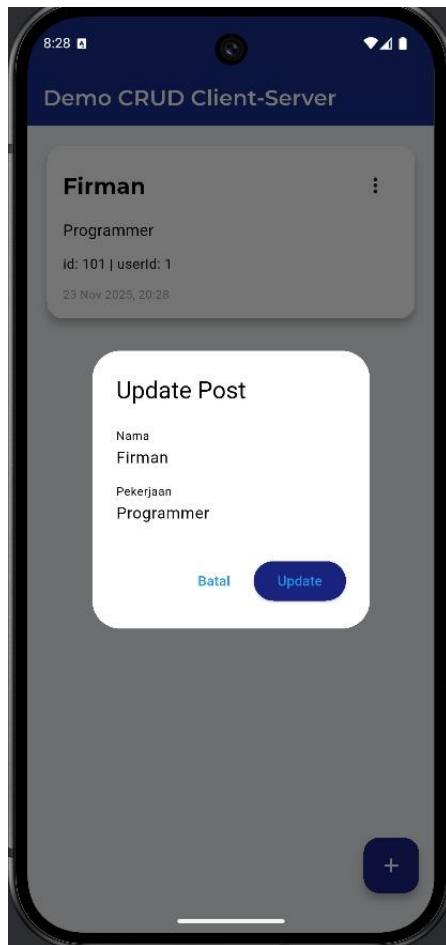 8:28
Demo CRUD Client-Server
Firman
Programmer
id: 101 | userId: 1
23 Nov 2025, 20:28
Update Post
Nama
Firman
Pekerjaan
Programmer
Batal Update
+